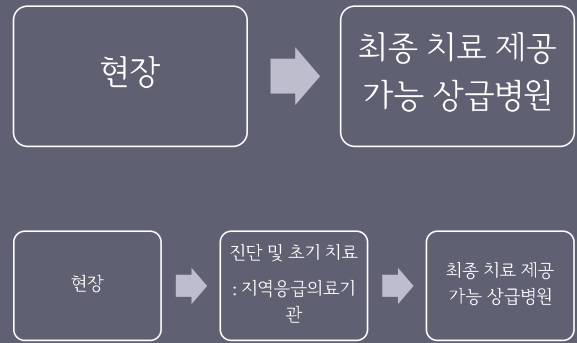 현장
최종 치료 제공
가능 상급병원
현장
진단 및 초기 치료
: 지역응급의료기
관
최종 치료 제공
가능 상급병원